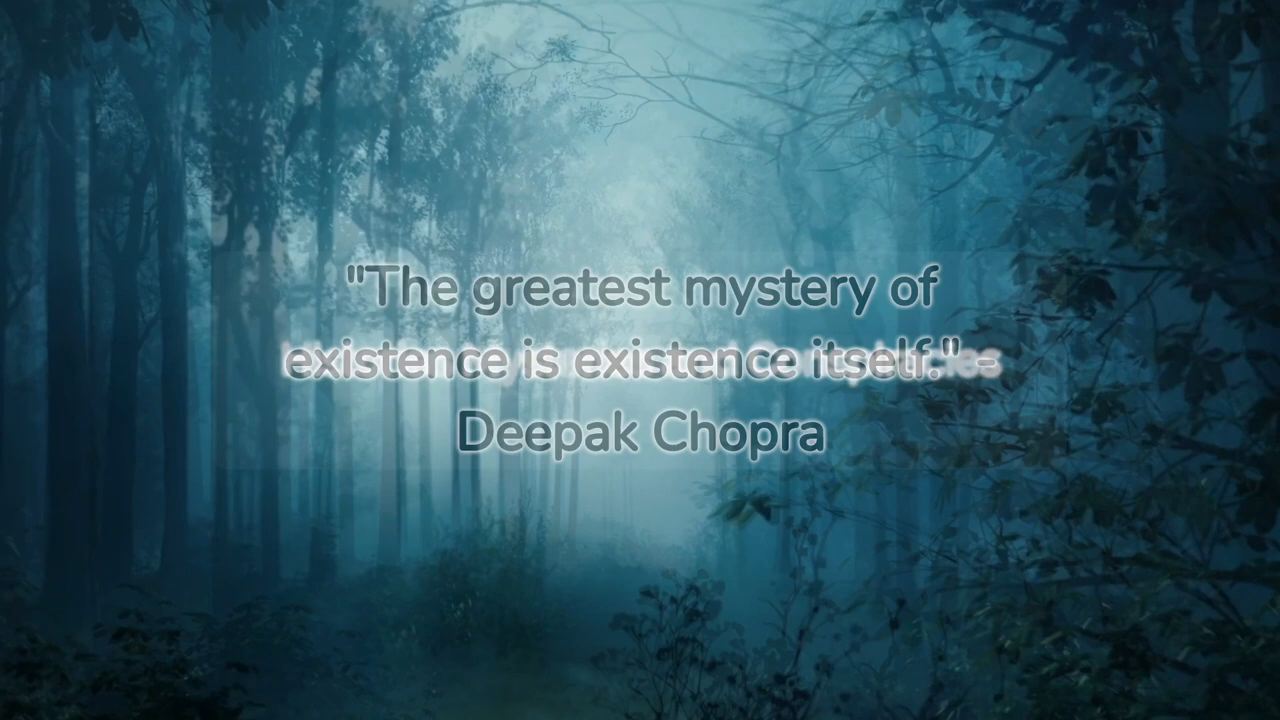 "The greatest mystery of
existence is existence itself."
Deepak Chopra